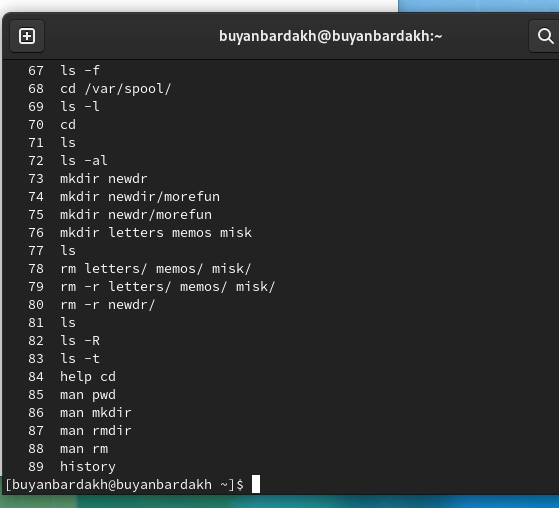 buyanbardakh@buyanbardakh:~
67 ls -f
68 cd /var/spool/
69 ls -l
70 cd
71 ls
72 ls -al
73 mkdir newdr
74 mkdir newdir/morefun
75 mkdir newdr/morefun
76 mkdir letters memos misk
77 ls
78 rm letters/ memos/ misk/
79 rm -r letters/ memos/ misk/
80 rm -r newdr/
81 ls
82 ls -R
83 ls -t
84 help cd
85 man pwd
86 man mkdir
87 man rmdir
88 man rm
89 history
[buyanbardakh@buyanbardakh ~]$